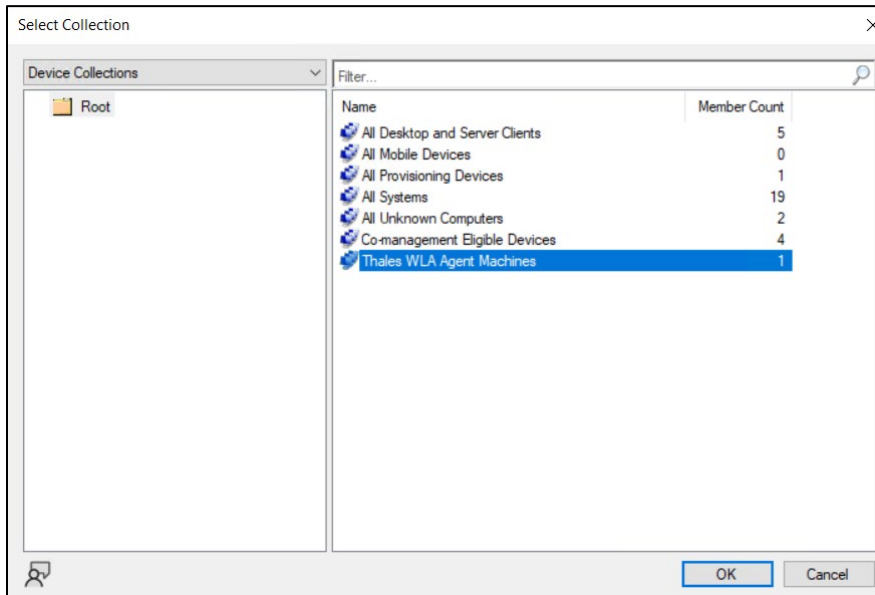 Select Collection
Device Collections
Filter...
Root
Name Member Count
All Desktop and Server Clients 5
All Mobile Devices 0
All Provisioning Devices 1
All Systems 19
All Unknown Computers 2
Co-management Eligible Devices 4
Thales WLA Agent Machines 1
OK Cancel